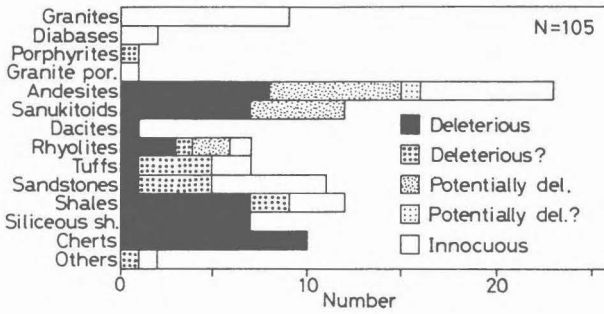 Granites
Diabases
Porphyrites
Granite por.
Andesites
Sanukitoids
Dacites
Rhyolites
Tuffs
Sandstones
Shales
Siliceous sh.
Cherts
Others
N=105
Deleterious
Deleterious?
Potentially del.
Potentially del.?
Innocuous
0 10 20
Number